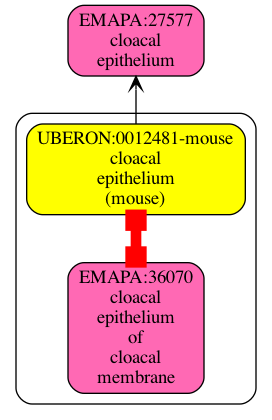 EMAPA:27577
cloacal
epithelium
UBERON:0012481-mouse
cloacal
epithelium
(mouse)
EMAPA:36070
cloacal
epithelium
of
cloacal
membrane